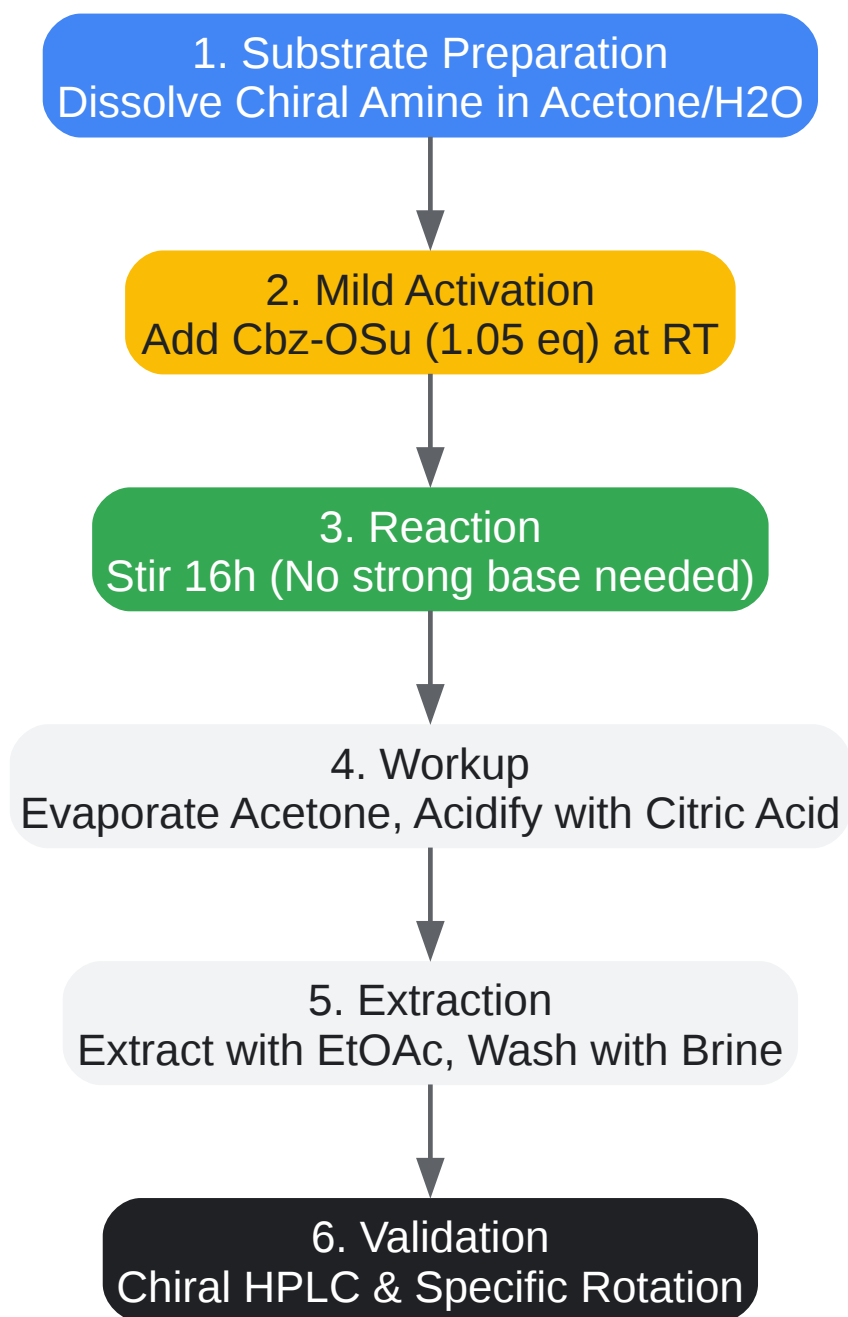 1. Substrate Preparation
Dissolve Chiral Amine in Acetone/H2O
2. Mild Activation
Add Cbz-OSu (1.05 eq) at RT
3. Reaction
Stir 16h (No strong base needed)
4. Workup
Evaporate Acetone, Acidify with Citric Acid
5. Extraction
Extract with EtOAc, Wash with Brine
6. Validation
Chiral HPLC & Specific Rotation